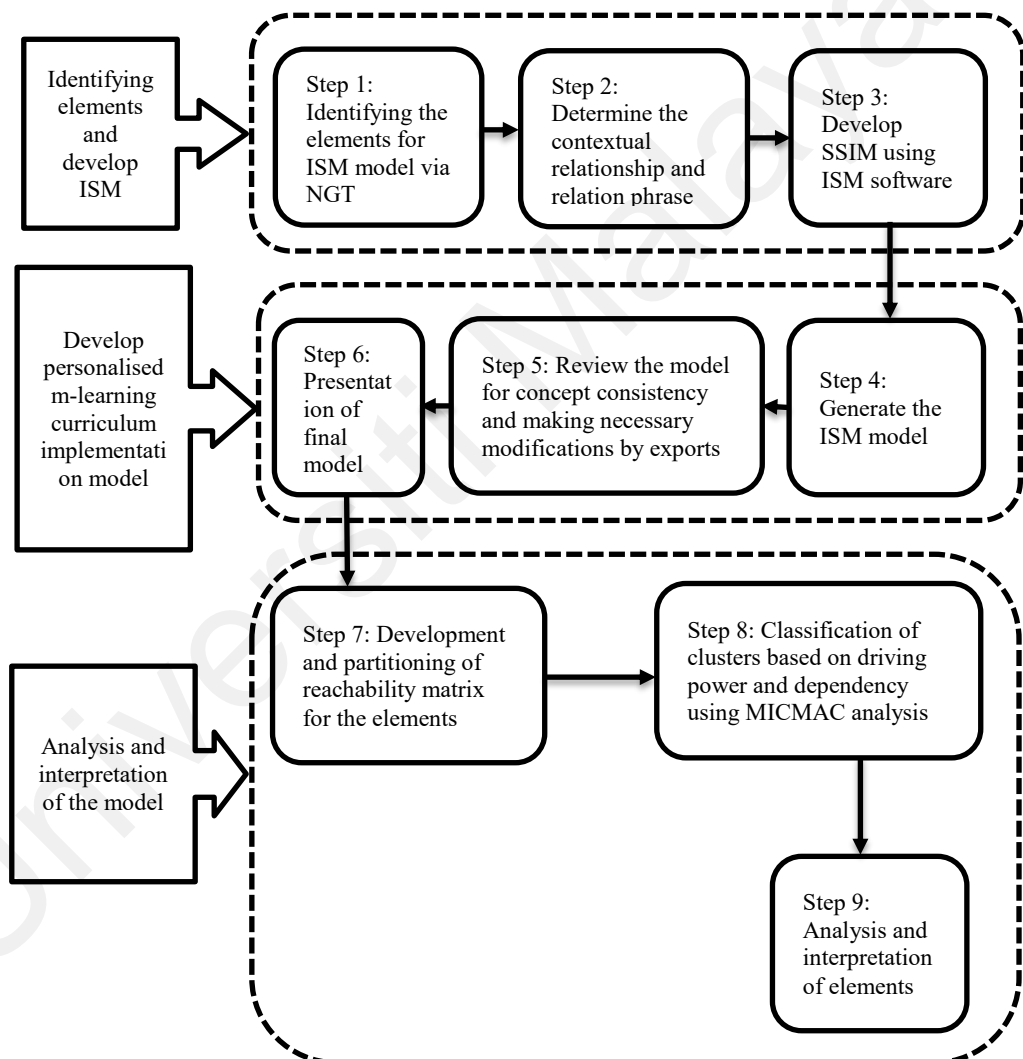 Identifying
elements
and
develop
ISM
Step 1:
Identifying the
elements for
ISM model via
NGT
Step 2:
Determine the
contextual
relationship and
relation phrase
Step 3:
Develop
SSIM using
ISM software
Develop
personalised
m-learning
curriculum
implementati
on model
Step 6:
Presentat
ion of
final
model
Step 5: Review the model
for concept consistency
and making necessary
modifications by exports
Step 4:
Generate the
ISM model
Analysis and
interpretation
of the model
Step 7: Development
and partitioning of
reachability matrix
for the elements
Step 8: Classification of
clusters based on driving
power and dependency
using MICMAC analysis
Step 9:
Analysis and
interpretation
of elements
Universiti Malaya